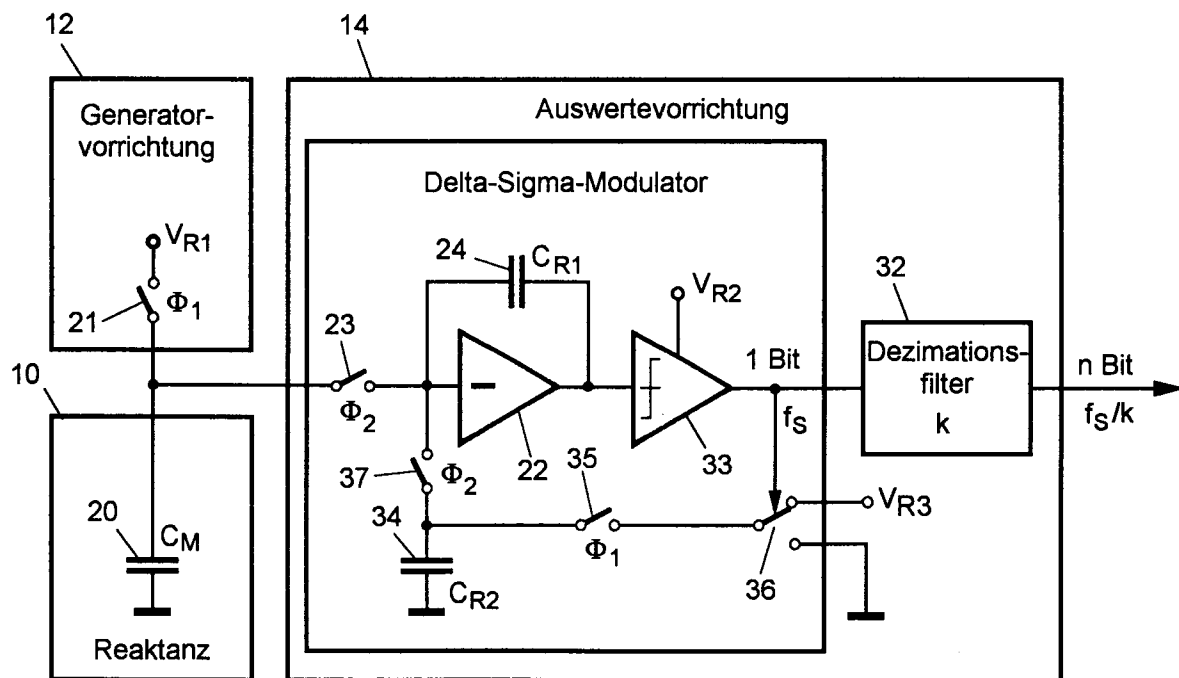 12
14
Generator-
vorrichtung
Auswertevorrichtung
Delta-Sigma-Modulator
V_R1
24
C_R1
V_R2
32
21
Φ1
23
1 Bit
Dezimations-
filter
k
n Bit
10
Φ2
f_S
f_S/k
22
33
35
37
Φ2
V_R3
20
C_M
34
Φ1
C_R2
36
Reaktanz